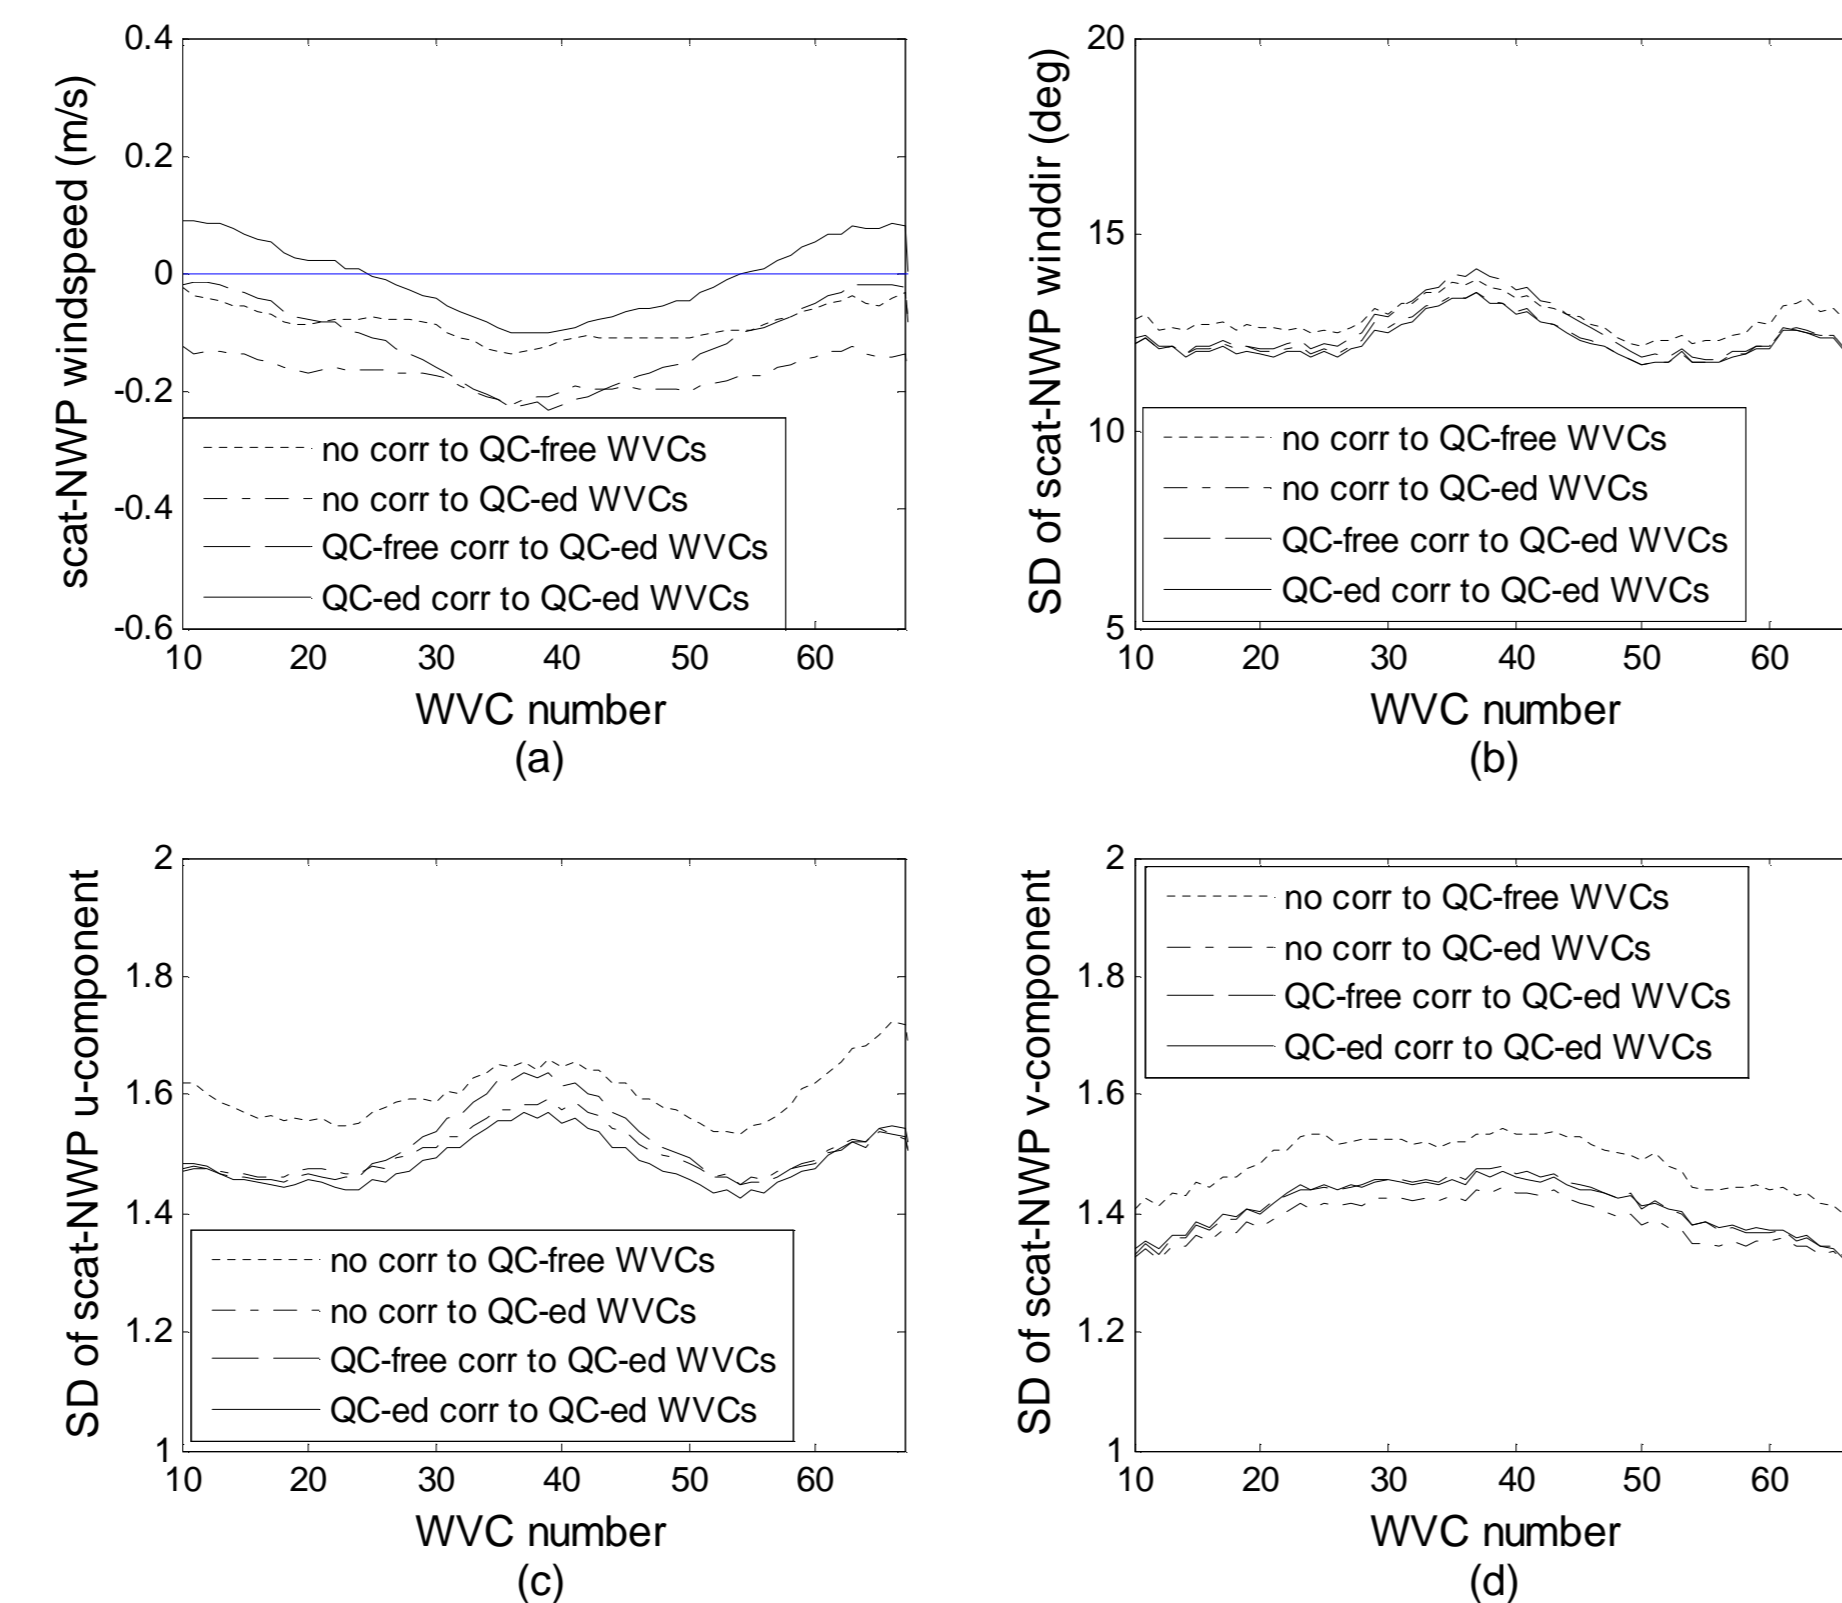 scat-NWP windspeed (m/s)
0.4
0.2
0
-0.2
-0.4
-0.6
no corr to QC-free WVCs
no corr to QC-ed WVCs
QC-free corr to QC-ed WVCs
QC-ed corr to QC-ed WVCs
10 20 30 40 50 60
WVC number
(a)
SD of scat-NWP winddir (deg)
20
15
10
5
no corr to QC-free WVCs
no corr to QC-ed WVCs
QC-free corr to QC-ed WVCs
QC-ed corr to QC-ed WVCs
10 20 30 40 50 60
WVC number
(b)
SD of scat-NWP u-component
2
1.8
1.6
1.4
1.2
1
no corr to QC-free WVCs
no corr to QC-ed WVCs
QC-free corr to QC-ed WVCs
QC-ed corr to QC-ed WVCs
10 20 30 40 50 60
WVC number
(c)
SD of scat-NWP v-component
2
1.8
1.6
1.4
1.2
1
no corr to QC-free WVCs
no corr to QC-ed WVCs
QC-free corr to QC-ed WVCs
QC-ed corr to QC-ed WVCs
10 20 30 40 50 60
WVC number
(d)